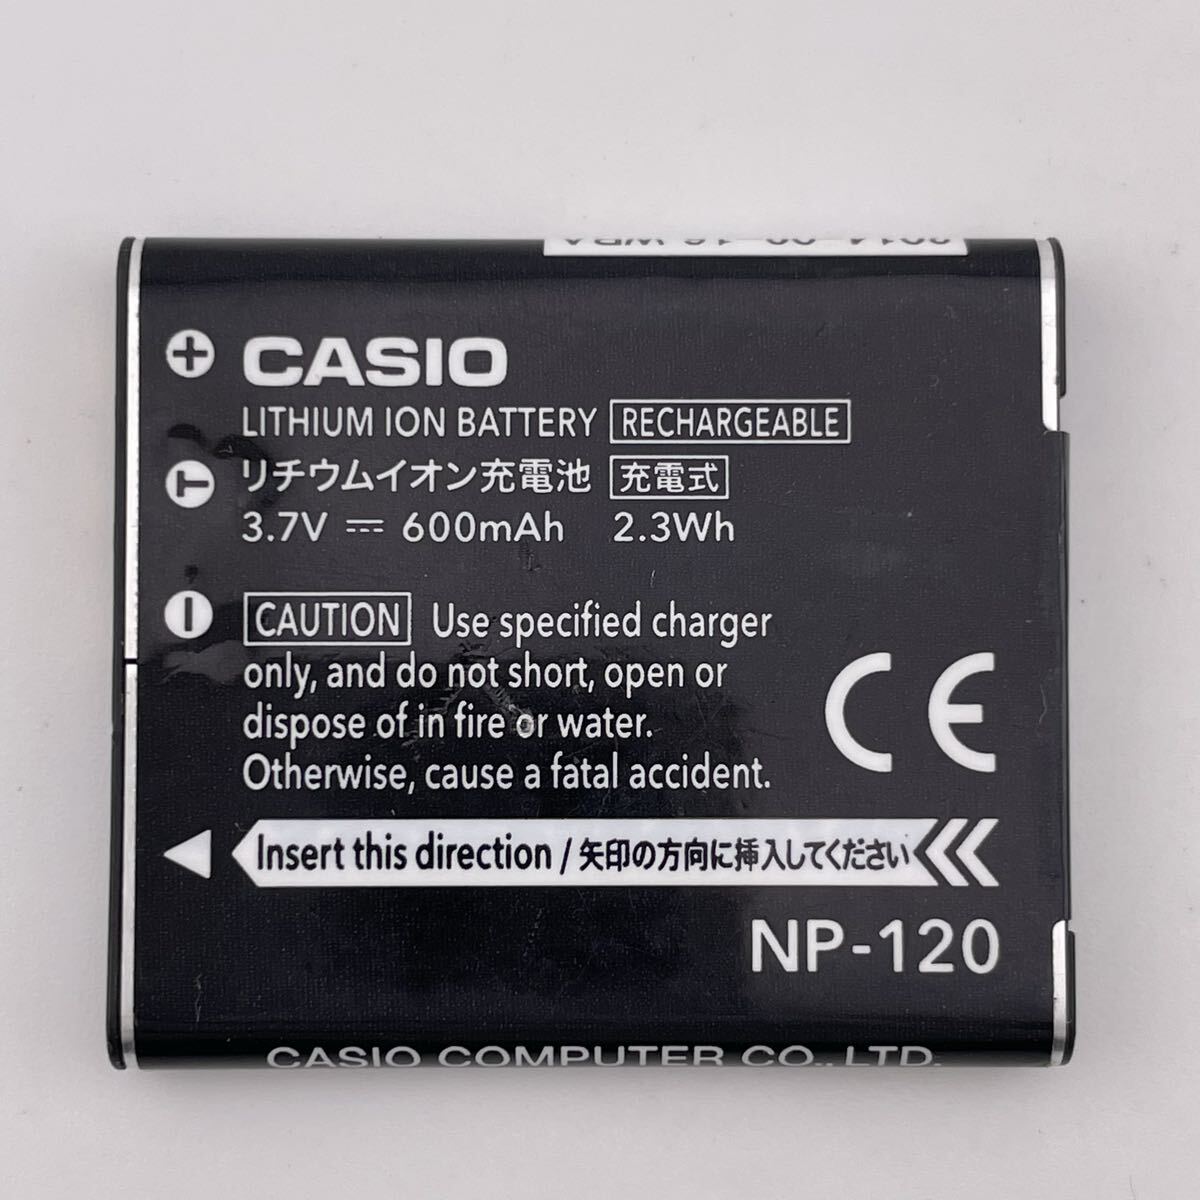 CASIO
LITHIUM ION BATTERY RECHARGEABLE
リチウムイオン充電池 充電式
3.7V ⎓ 600mAh 2.3Wh
CAUTION Use specified charger
only, and do not short, open or
dispose of in fire or water.
Otherwise, cause a fatal accident.
Insert this direction / 矢印の方向に挿入してください
NP-120
CASIO COMPUTER CO., LTD.